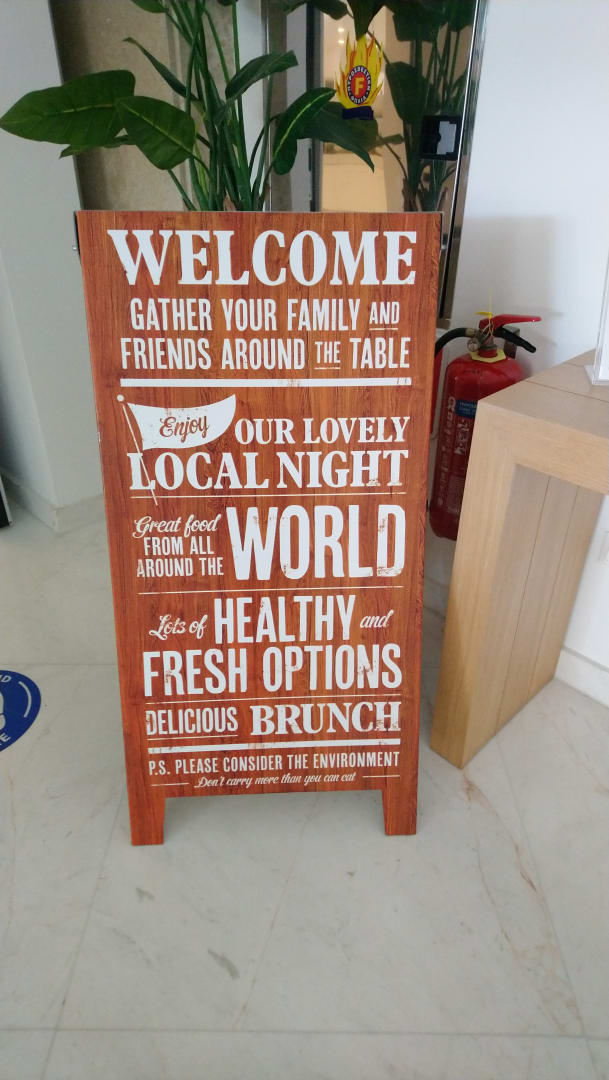 WELCOME
GATHER YOUR FAMILY AND
FRIENDS AROUND THE TABLE
Enjoy OUR LOVELY
LOCAL NIGHT
Great food
FROM ALL
AROUND THE
WORLD
Lots of HEALTHY and
FRESH OPTIONS
DELICIOUS BRUNCH
P.S. PLEASE CONSIDER THE ENVIRONMENT
Don't carry more than you can eat
F